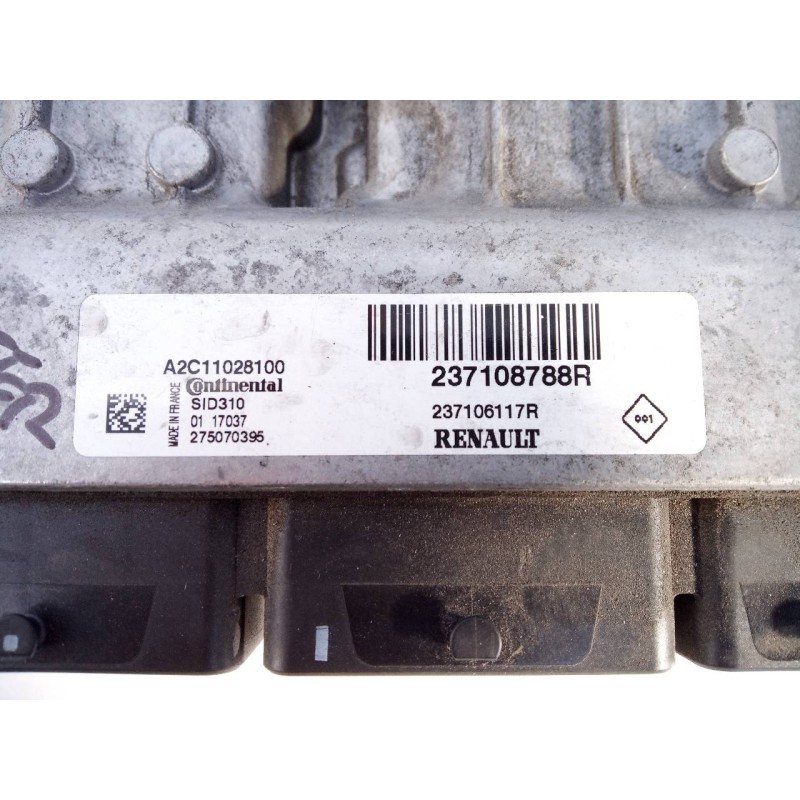 A2C11028100
Continental
SID310
01 17037
275070395
MADE IN FRANCE
237108788R
237106117R
RENAULT
001